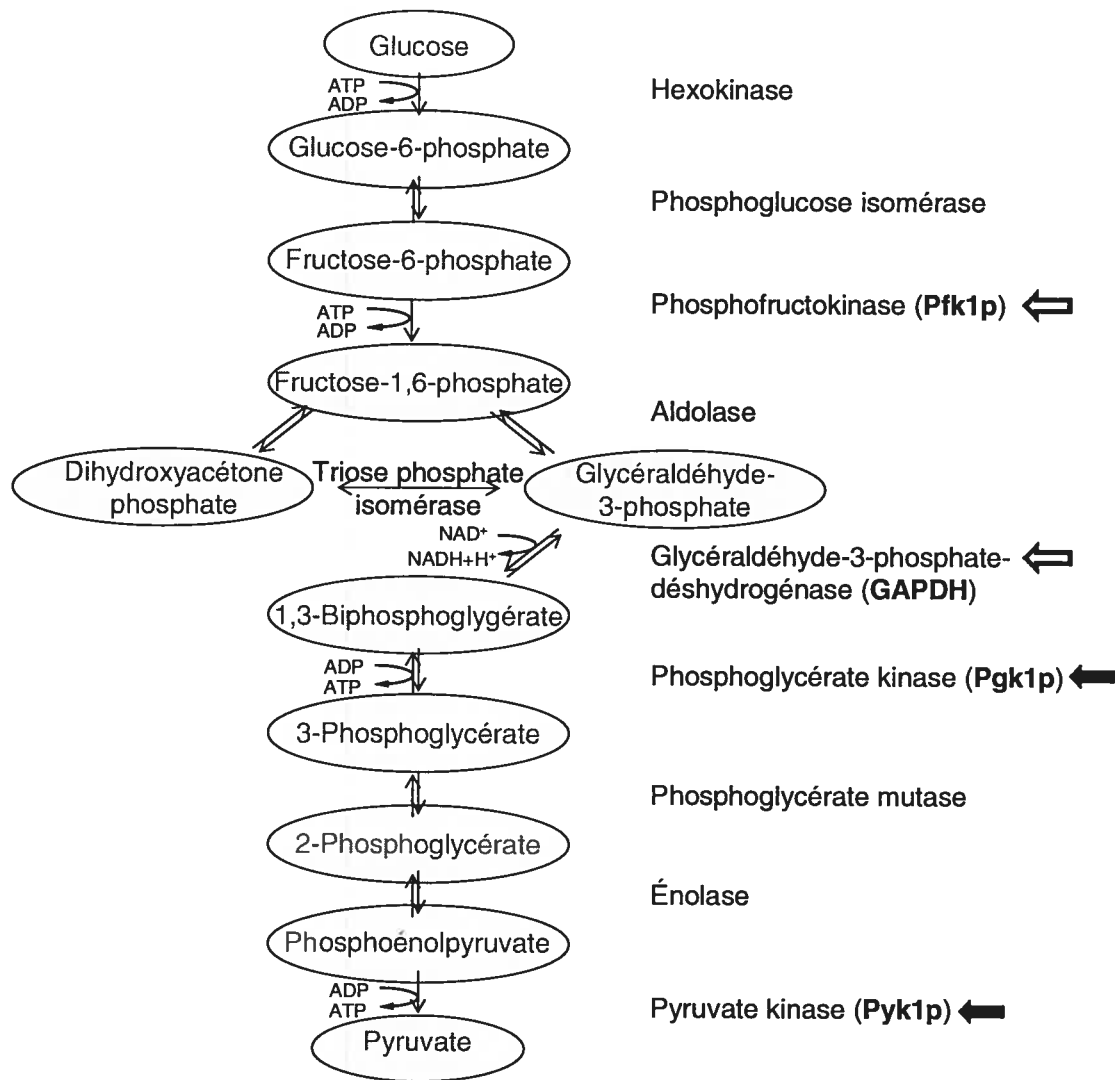 Glucose
ATP
ADP
Hexokinase
Glucose-6-phosphate
Phosphoglucose isomérase
Fructose-6-phosphate
ATP
ADP
Phosphofructokinase (Pfk1p)
Fructose-1,6-phosphate
Aldolase
Dihydroxyacétone
phosphate
Triose phosphate
isomérase
Glycéraldéhyde-
3-phosphate
NAD+
NADH+H+
Glycéraldéhyde-3-phosphate-
déshydrogénase (GAPDH)
1,3-Biphosphoglygérate
ADP
ATP
Phosphoglycérate kinase (Pgk1p)
3-Phosphoglycérate
Phosphoglycérate mutase
2-Phosphoglycérate
Énolase
Phosphoénolpyruvate
ADP
ATP
Pyruvate kinase (Pyk1p)
Pyruvate